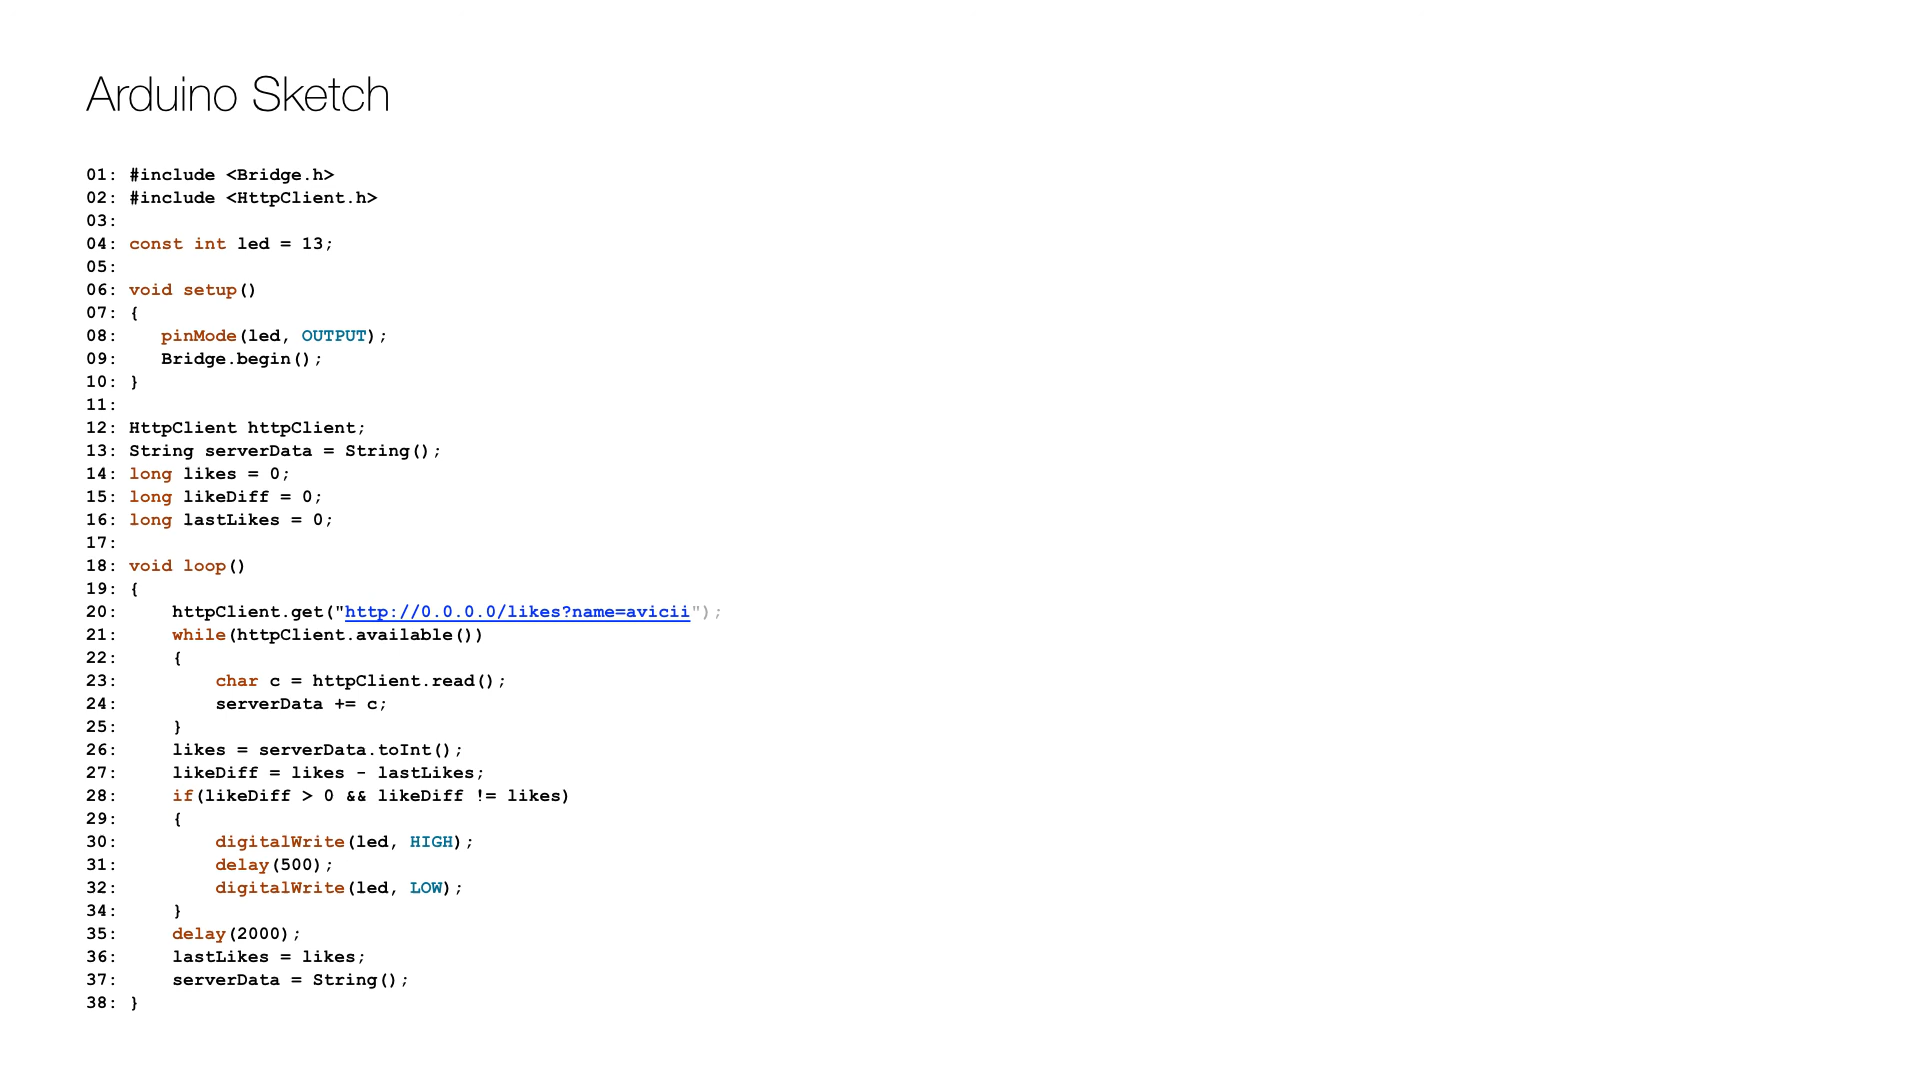 Arduino Sketch
01: #include <Bridge.h>
02: #include <HttpClient.h>
03:
04: const int led = 13;
05:
06: void setup()
07: {
08:    pinMode(led, OUTPUT);
09:    Bridge.begin();
10: }
11:
12: HttpClient httpClient;
13: String serverData = String();
14: long likes = 0;
15: long likeDiff = 0;
16: long lastLikes = 0;
17:
18: void loop()
19: {
20:     httpClient.get("http://0.0.0.0/likes?name=avicii");
21:     while(httpClient.available())
22:     {
23:         char c = httpClient.read();
24:         serverData += c;
25:     }
26:     likes = serverData.toInt();
27:     likeDiff = likes - lastLikes;
28:     if(likeDiff > 0 && likeDiff != likes)
29:     {
30:         digitalWrite(led, HIGH);
31:         delay(500);
32:         digitalWrite(led, LOW);
34:     }
35:     delay(2000);
36:     lastLikes = likes;
37:     serverData = String();
38: }